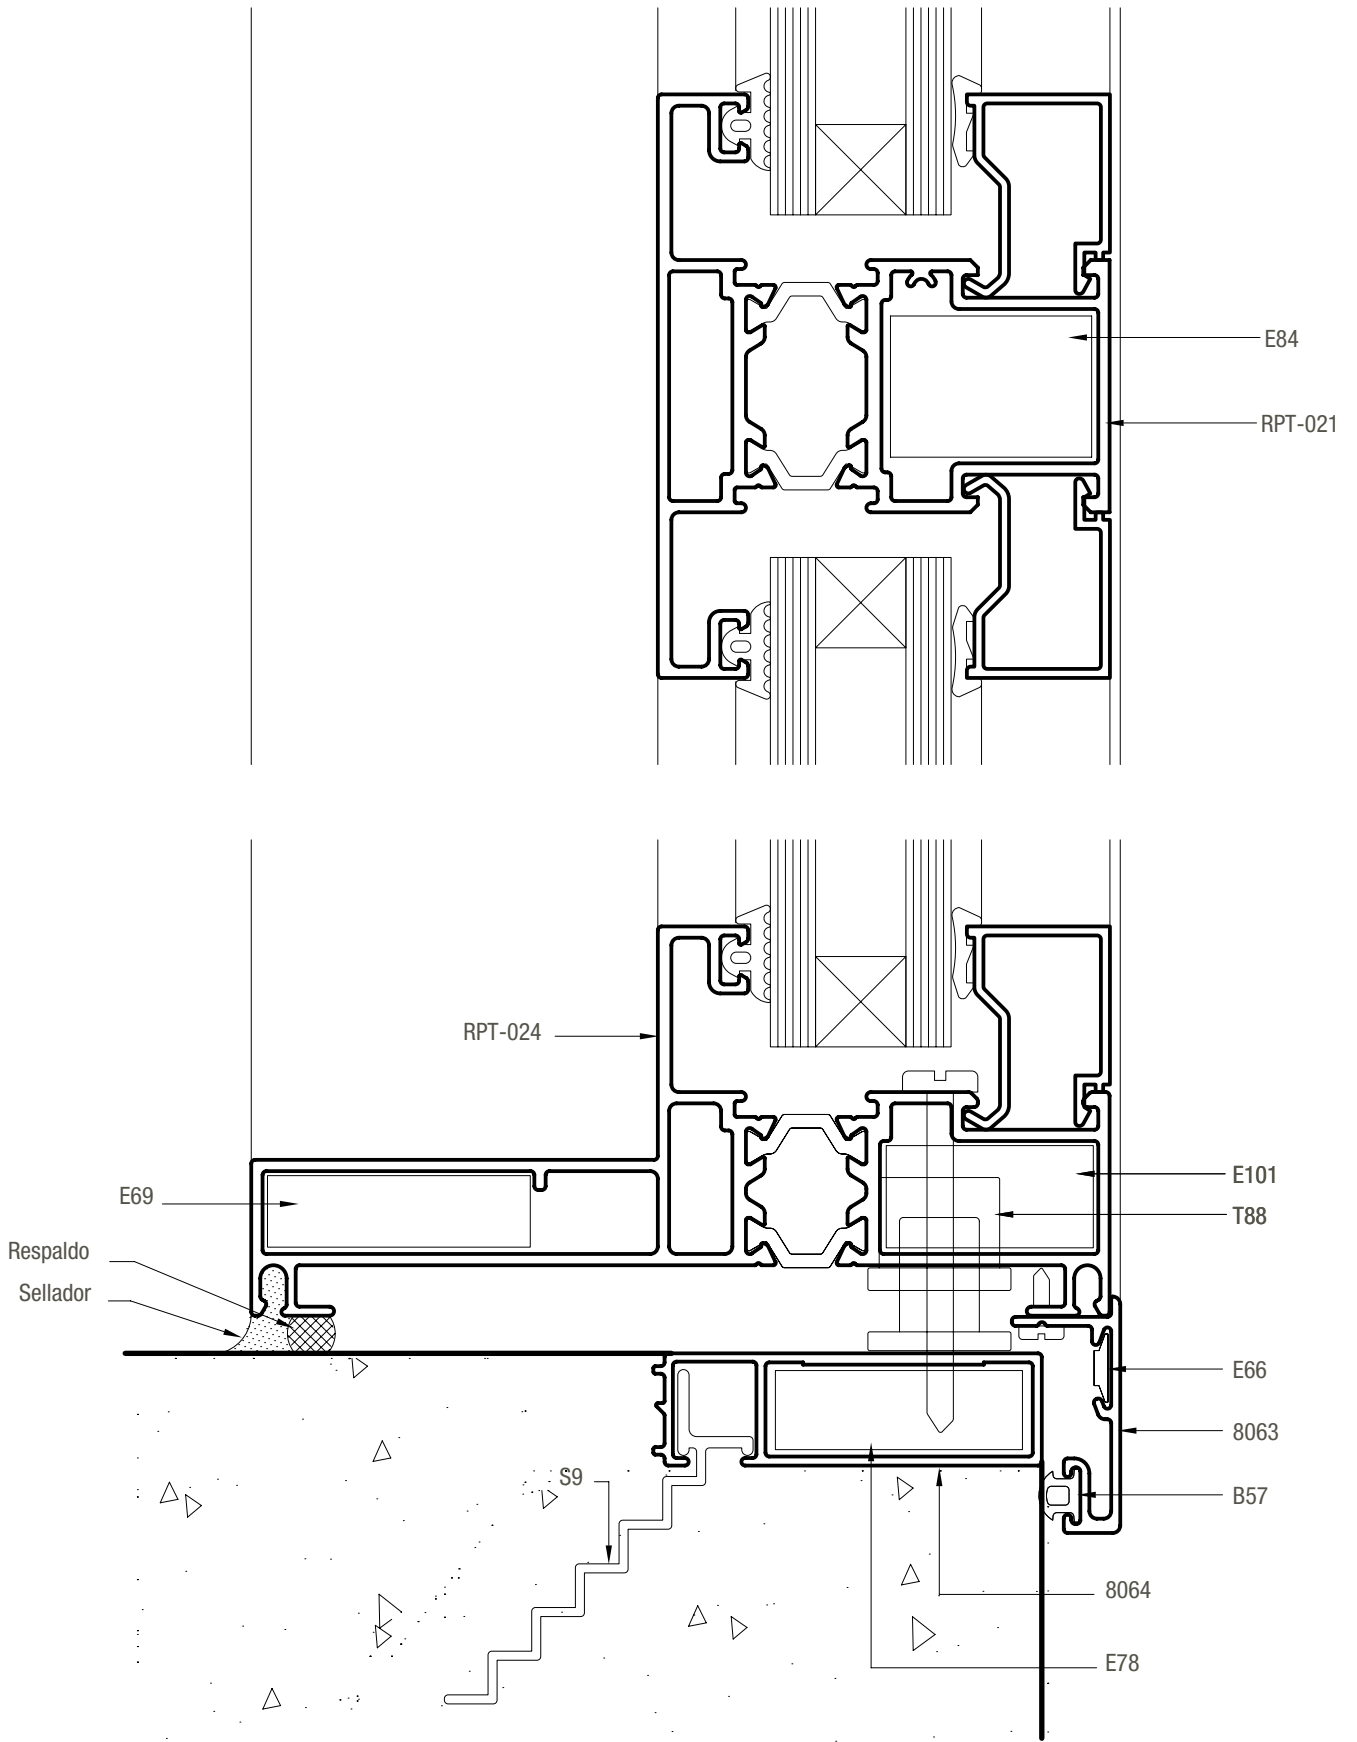 E84
RPT-021
RPT-024
E101
E69
T88
Respaldo
Sellador
E66
8063
S9
B57
8064
E78